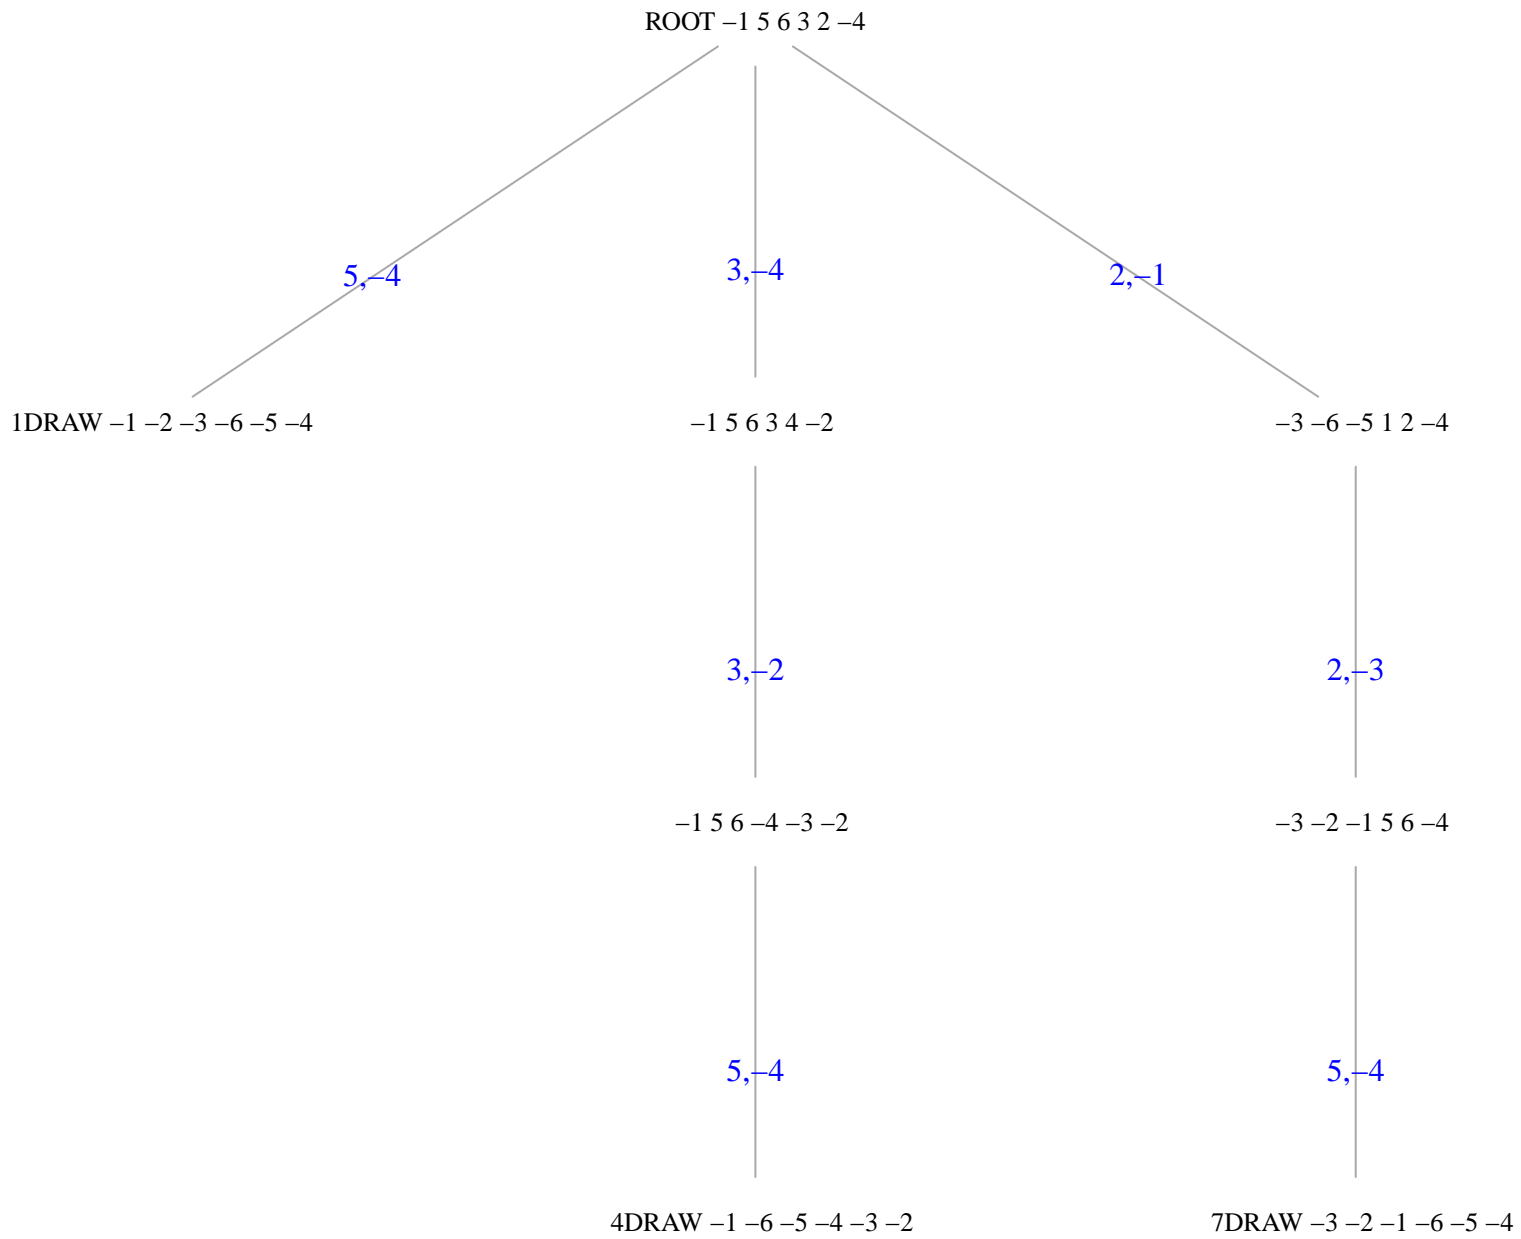 ROOT –1 5 6 3 2 –4
5,–4
3,–4
2,–1
1DRAW –1 –2 –3 –6 –5 –4
–1 5 6 3 4 –2
–3 –6 –5 1 2 –4
3,–2
2,–3
–1 5 6 –4 –3 –2
–3 –2 –1 5 6 –4
5,–4
5,–4
4DRAW –1 –6 –5 –4 –3 –2
7DRAW –3 –2 –1 –6 –5 –4